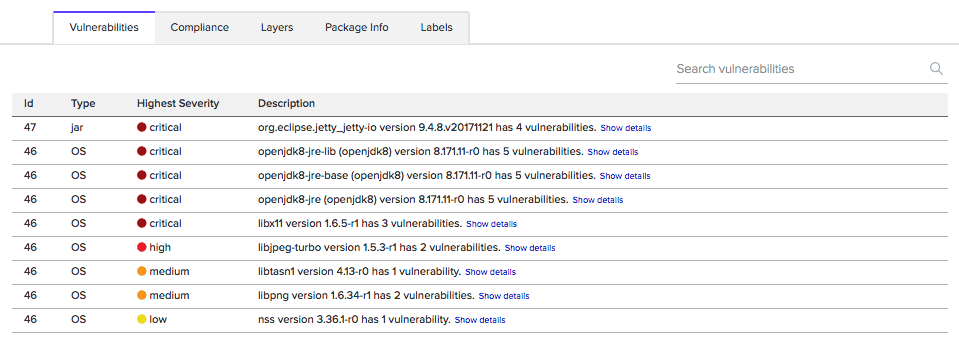 Vulnerabilities Compliance Layers Package Info Labels
Search vulnerabilities
Id Type Highest Severity Description
47 jar critical org.eclipse.jetty_jetty-io version 9.4.8.v20171121 has 4 vulnerabilities. Show details
46 OS critical openjdk8-jre-lib (openjdk8) version 8.171.11-r0 has 5 vulnerabilities. Show details
46 OS critical openjdk8-jre-base (openjdk8) version 8.171.11-r0 has 5 vulnerabilities. Show details
46 OS critical openjdk8-jre (openjdk8) version 8.171.11-r0 has 5 vulnerabilities. Show details
46 OS critical libx11 version 1.6.5-r1 has 3 vulnerabilities. Show details
46 OS high libjpeg-turbo version 1.5.3-r1 has 2 vulnerabilities. Show details
46 OS medium libtasn1 version 4.13-r0 has 1 vulnerability. Show details
46 OS medium libpng version 1.6.34-r1 has 2 vulnerabilities. Show details
46 OS low nss version 3.36.1-r0 has 1 vulnerability. Show details